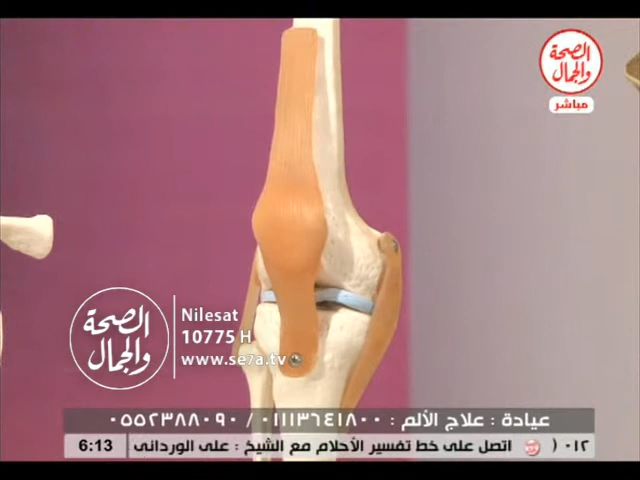 الصحة
والجمال
مباشر
الصحة
والجمال
Nilesat
10775 H
www.se7a.tv
عيادة : علاج الألم : ٠١١١٣٦٤١٨٠٠ / ٠٥٥٢٣٨٨٠٩٠
٠١٢ ( اتصل على خط تفسير الأحلام مع الشيخ : على الوردانى
6:13